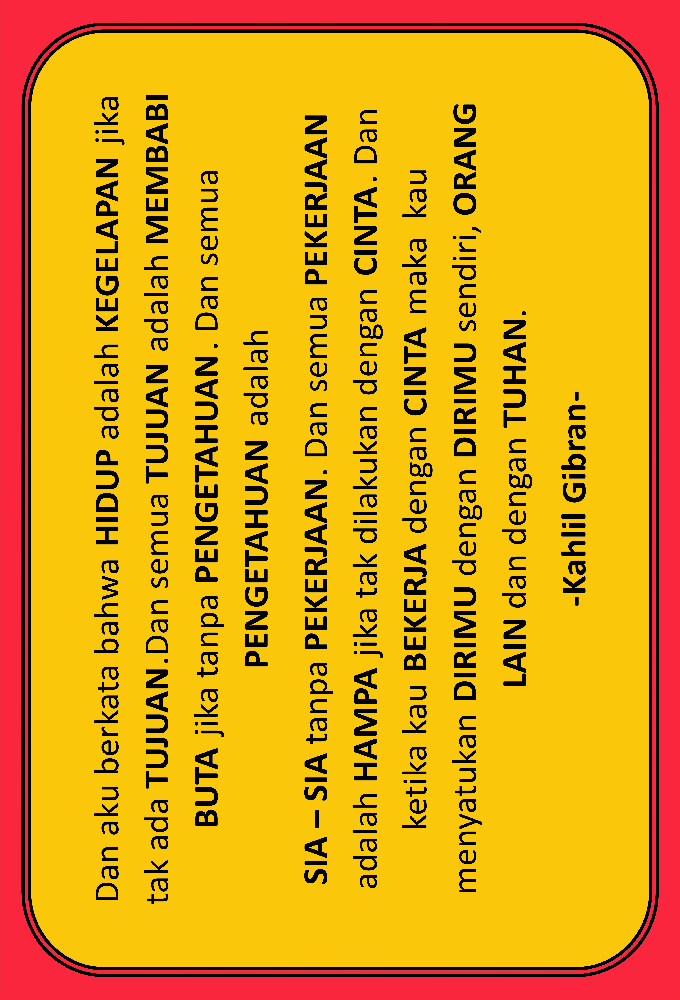 Dan aku berkata bahwa HIDUP adalah KEGELAPAN jika
tak ada TUJUAN.Dan semua TUJUAN adalah MEMBABI
BUTA jika tanpa PENGETAHUAN. Dan semua
PENGETAHUAN adalah
SIA – SIA tanpa PEKERJAAN. Dan semua PEKERJAAN
adalah HAMPA jika tak dilakukan dengan CINTA. Dan
ketika kau BEKERJA dengan CINTA maka kau
menyatukan DIRIMU dengan DIRIMU sendiri, ORANG
LAIN dan dengan TUHAN.
-Kahlil Gibran-